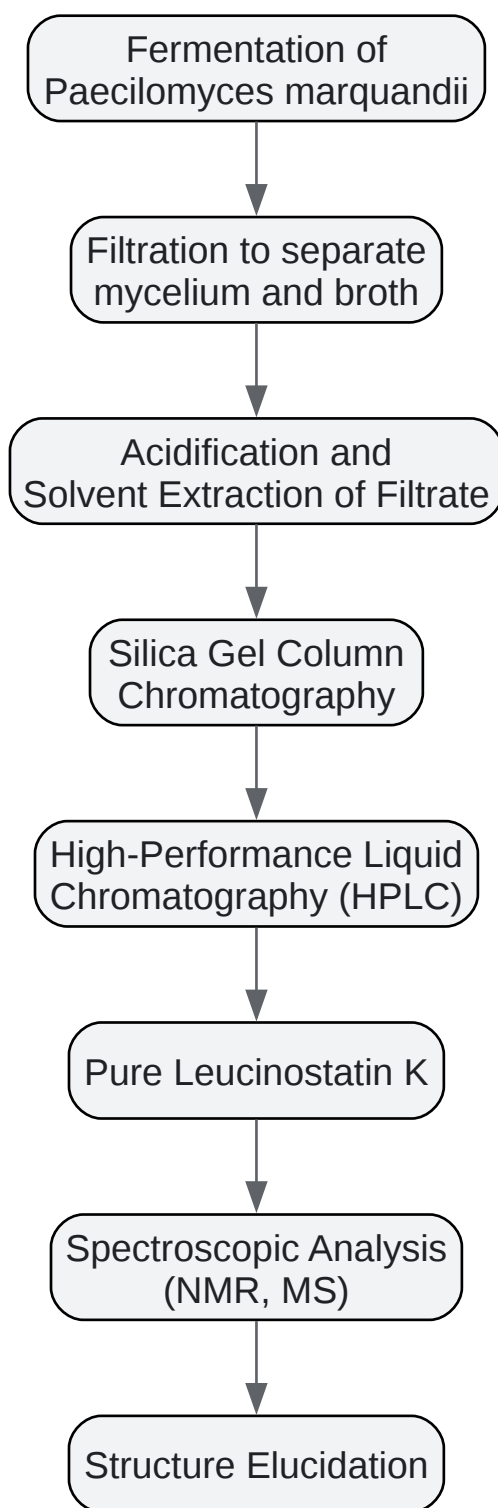 Fermentation of
Paecilomyces marquandii
Filtration to separate
mycelium and broth
Acidification and
Solvent Extraction of Filtrate
Silica Gel Column
Chromatography
High-Performance Liquid
Chromatography (HPLC)
Pure Leucinostatin K
Spectroscopic Analysis
(NMR, MS)
Structure Elucidation